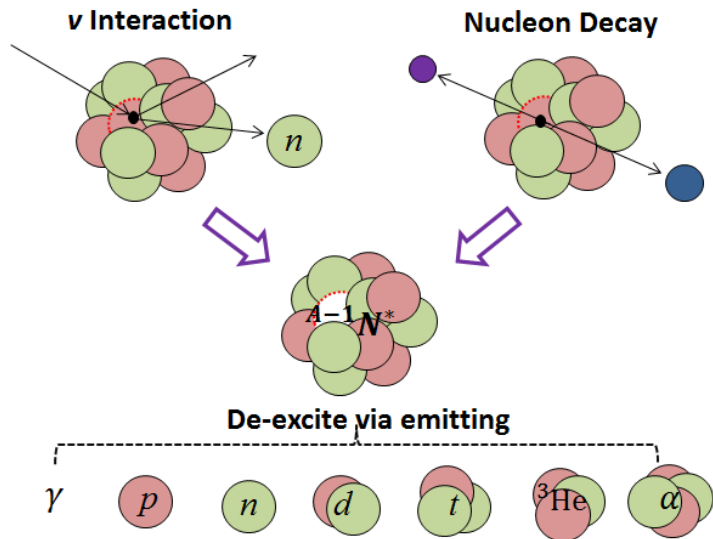 ν Interaction
Nucleon Decay
n
A−1N*
De-excite via emitting
γ p n d t ³He α